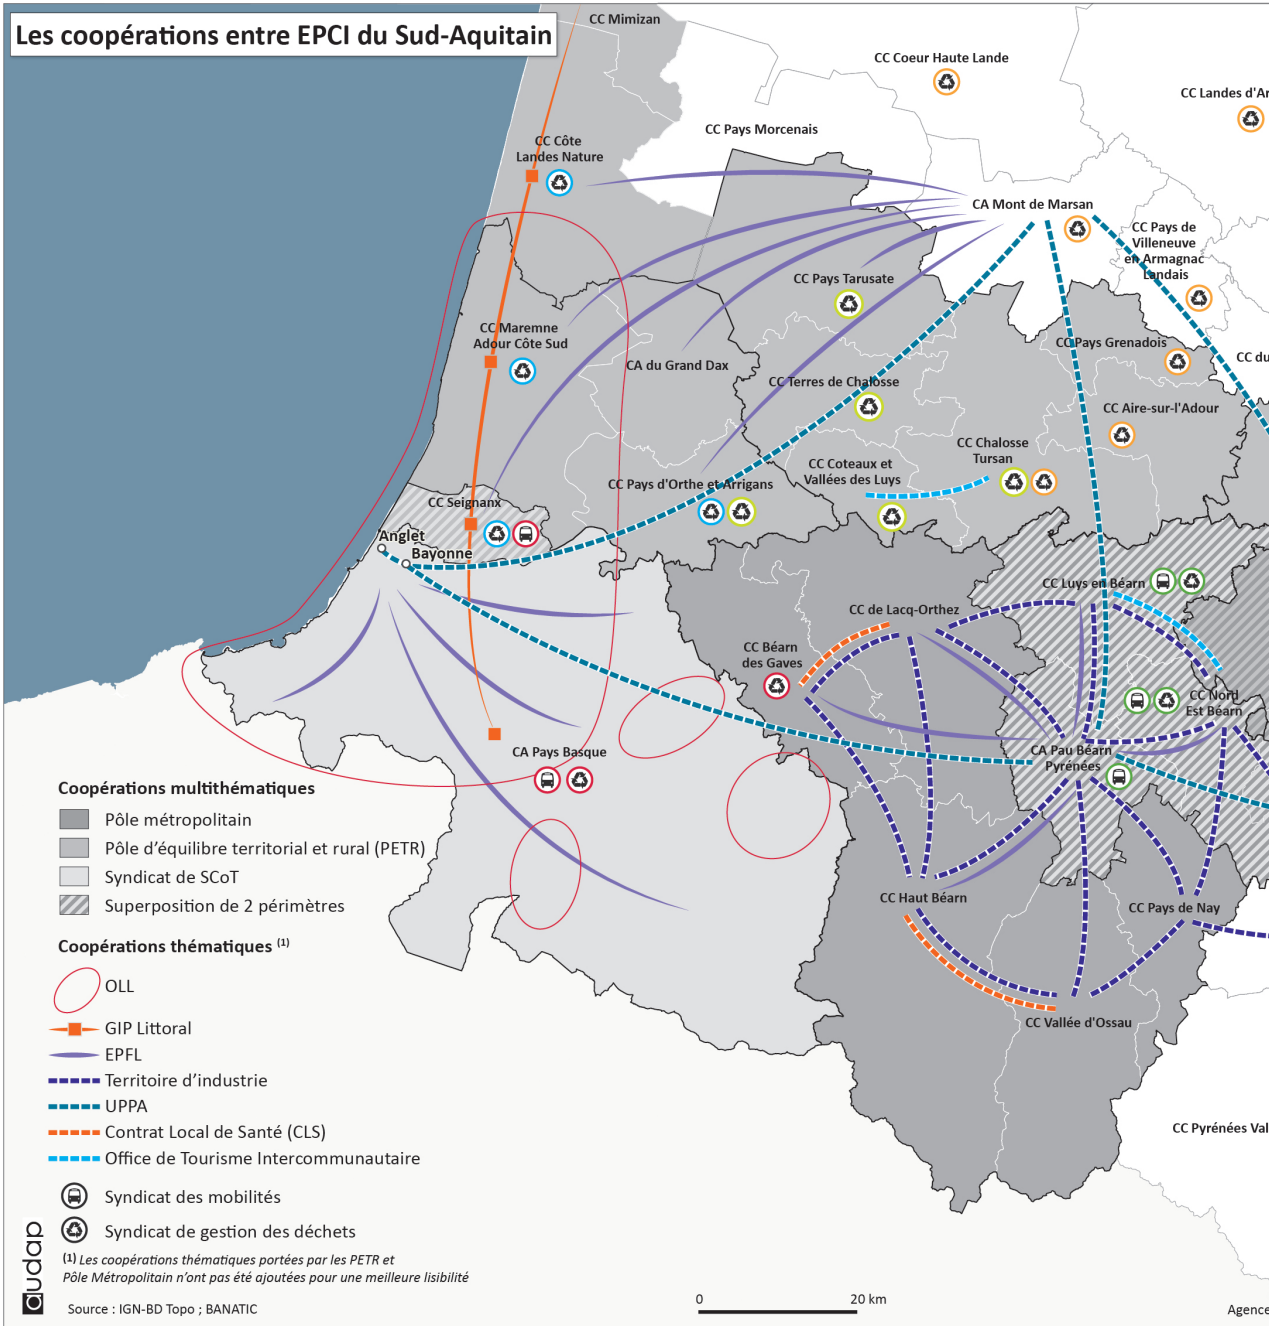 Les coopérations entre EPCI du Sud-Aquitain
CC Mimizan
CC Coeur Haute Lande
CC Landes d'Ar
CC Pays Morcenais
CC Côte
Landes Nature
CA Mont de Marsan
CC Pays de
Villeneuve
en Armagnac
Landais
CC Pays Tarusate
CC Maremne
Adour Côte Sud
CC Pays Grenadois
CC du
CA du Grand Dax
CC Terres de Chalosse
CC Aire-sur-l'Adour
CC Chalosse
Tursan
CC Coteaux et
Vallées des Luys
CC Pays d'Orthe et Arrigans
CC Seignanx
Anglet
Bayonne
CC Luys en Béarn
CC de Lacq-Orthez
CC Béarn
des Gaves
CC Nord
Est Béarn
CA Pays Basque
CA Pau Béarn
Pyrénées
CC Haut Béarn
CC Pays de Nay
CC Vallée d'Ossau
CC Pyrénées Val
Coopérations multithématiques
Pôle métropolitain
Pôle d'équilibre territorial et rural (PETR)
Syndicat de SCoT
Superposition de 2 périmètres
Coopérations thématiques (1)
OLL
GIP Littoral
EPFL
Territoire d'industrie
UPPA
Contrat Local de Santé (CLS)
Office de Tourisme Intercommunautaire
Syndicat des mobilités
Syndicat de gestion des déchets
(1) Les coopérations thématiques portées par les PETR et
Pôle Métropolitain n'ont pas été ajoutées pour une meilleure lisibilité
audap
Source : IGN-BD Topo ; BANATIC
0 20 km
Agence